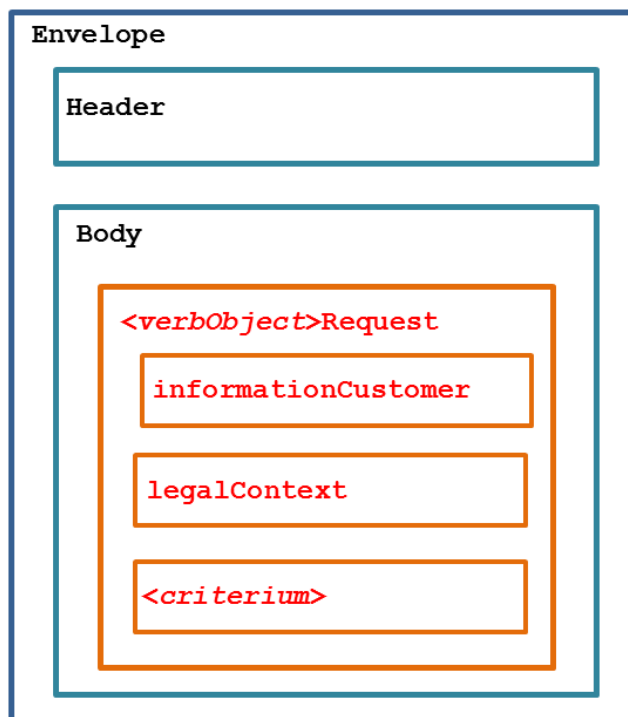 Envelope
Header
Body
<verbObject>Request
informationCustomer
legalContext
<criterium>